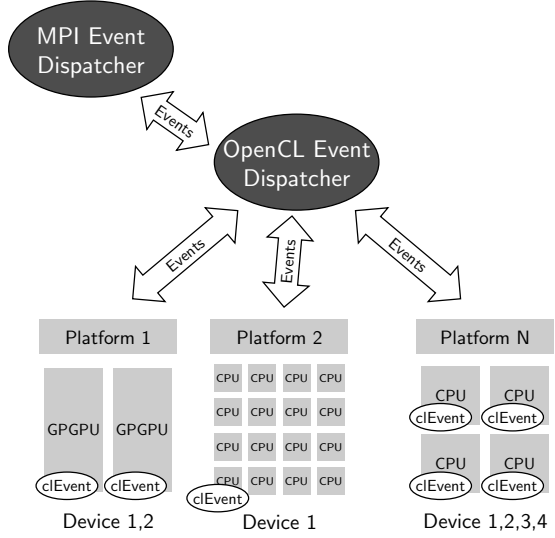 MPI Event
Dispatcher
Events
OpenCL Event
Dispatcher
Events
Events
Events
Platform 1
Platform 2
Platform N
GPGPU GPGPU
clEvent clEvent
Device 1,2
CPU CPU CPU CPU
CPU CPU CPU CPU
CPU CPU CPU CPU
CPU CPU CPU CPU
clEvent
Device 1
CPU CPU
clEvent clEvent
CPU CPU
clEvent clEvent
Device 1,2,3,4